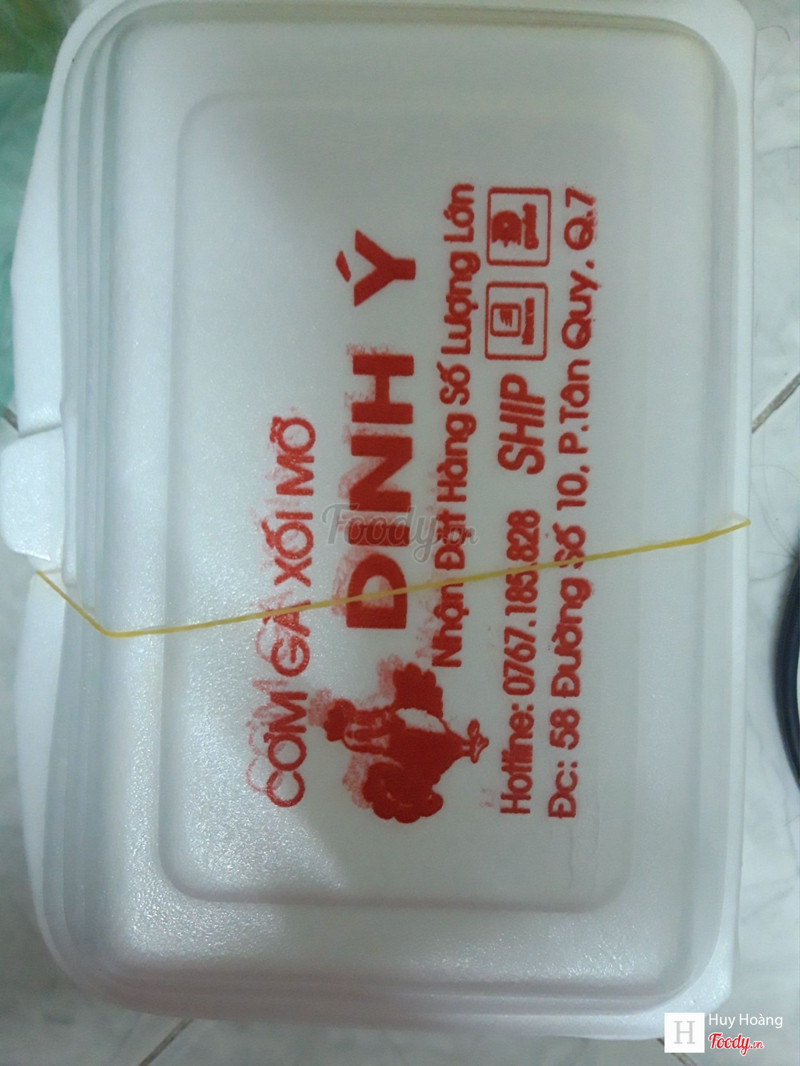 CƠM GÀ XỐI MỠ
DINH Ý
Nhận Đặt Hàng Số Lượng Lớn
Hotline: 0767.185.828 SHIP
Đc: 58 Đường Số 10, P.Tân Quy, Q.7
Foody.vn
H Huy Hoàng
Foody.vn